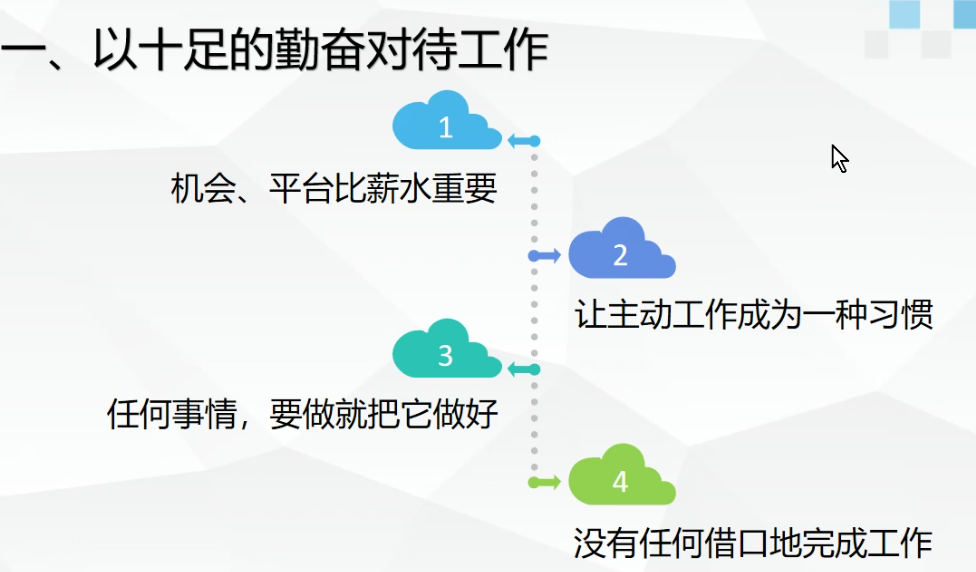 一、以十足的勤奋对待工作
1
机会、平台比薪水重要
2
让主动工作成为一种习惯
3
任何事情，要做就把它做好
4
没有任何借口地完成工作